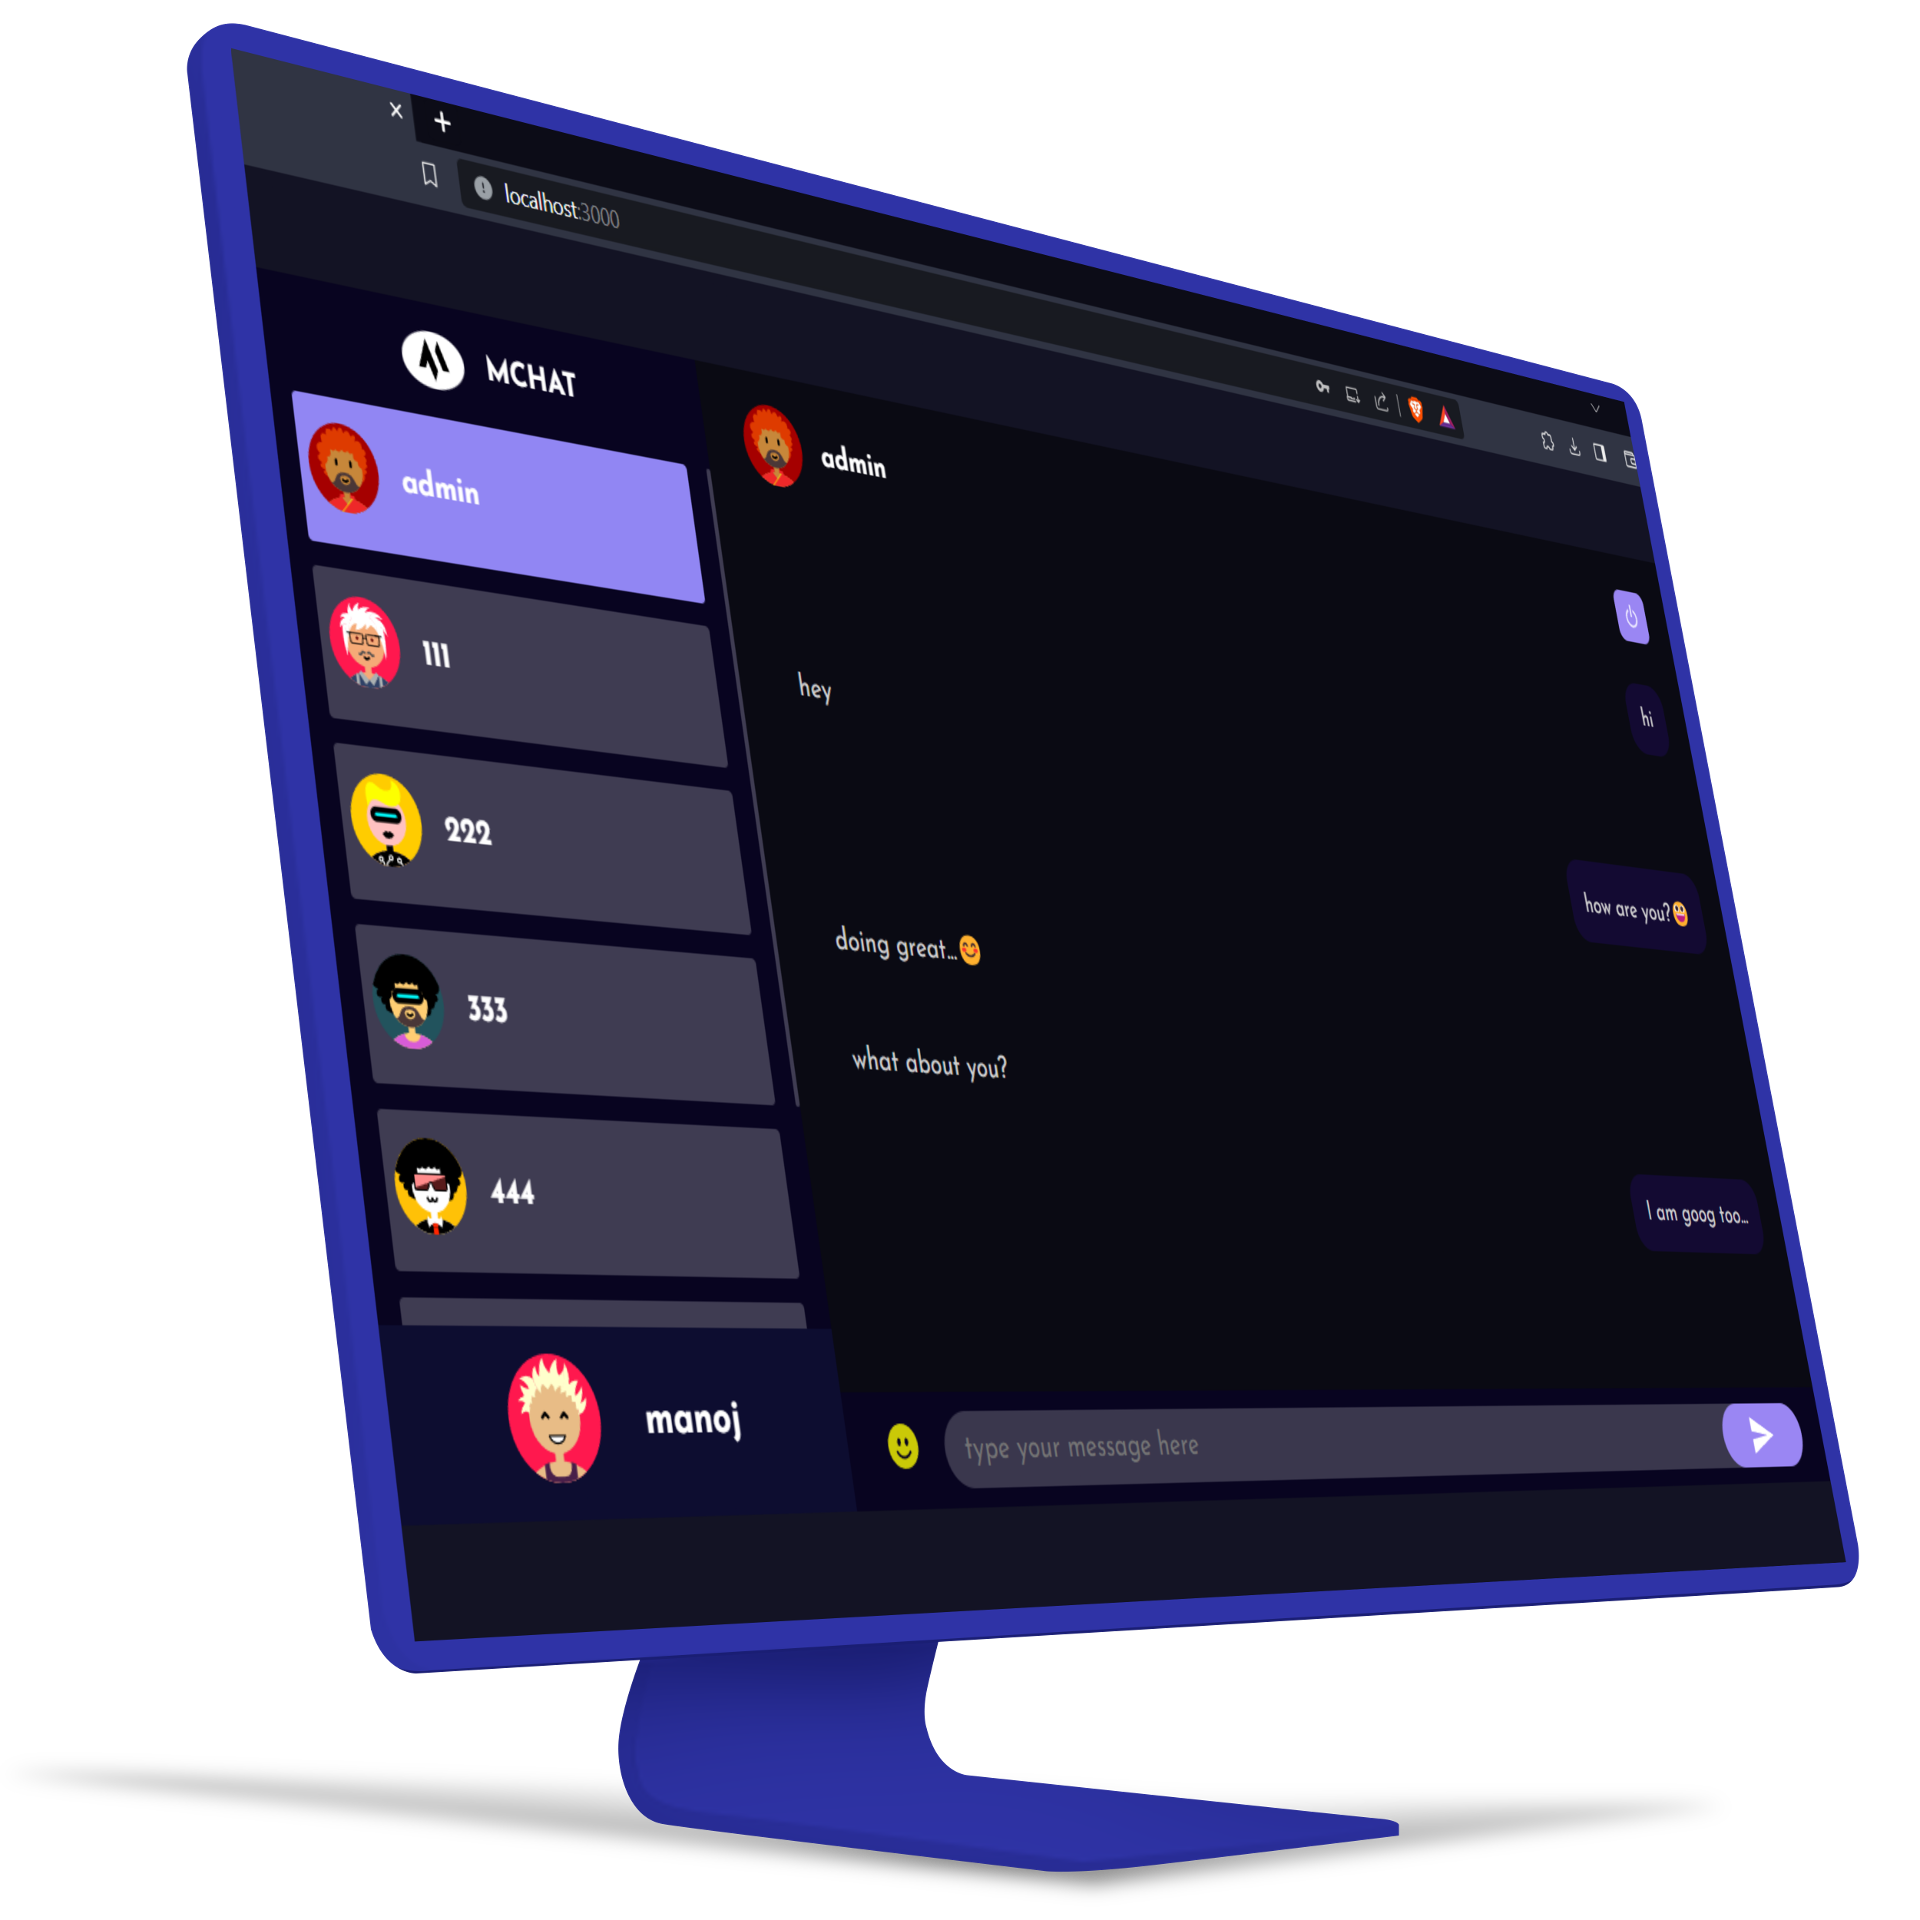 localhost:3000
MCHAT
admin
111
222
333
444
manoj
admin
hey
hi
how are you?😃
doing great...😊
what about you?
I am goog too...
type your message here